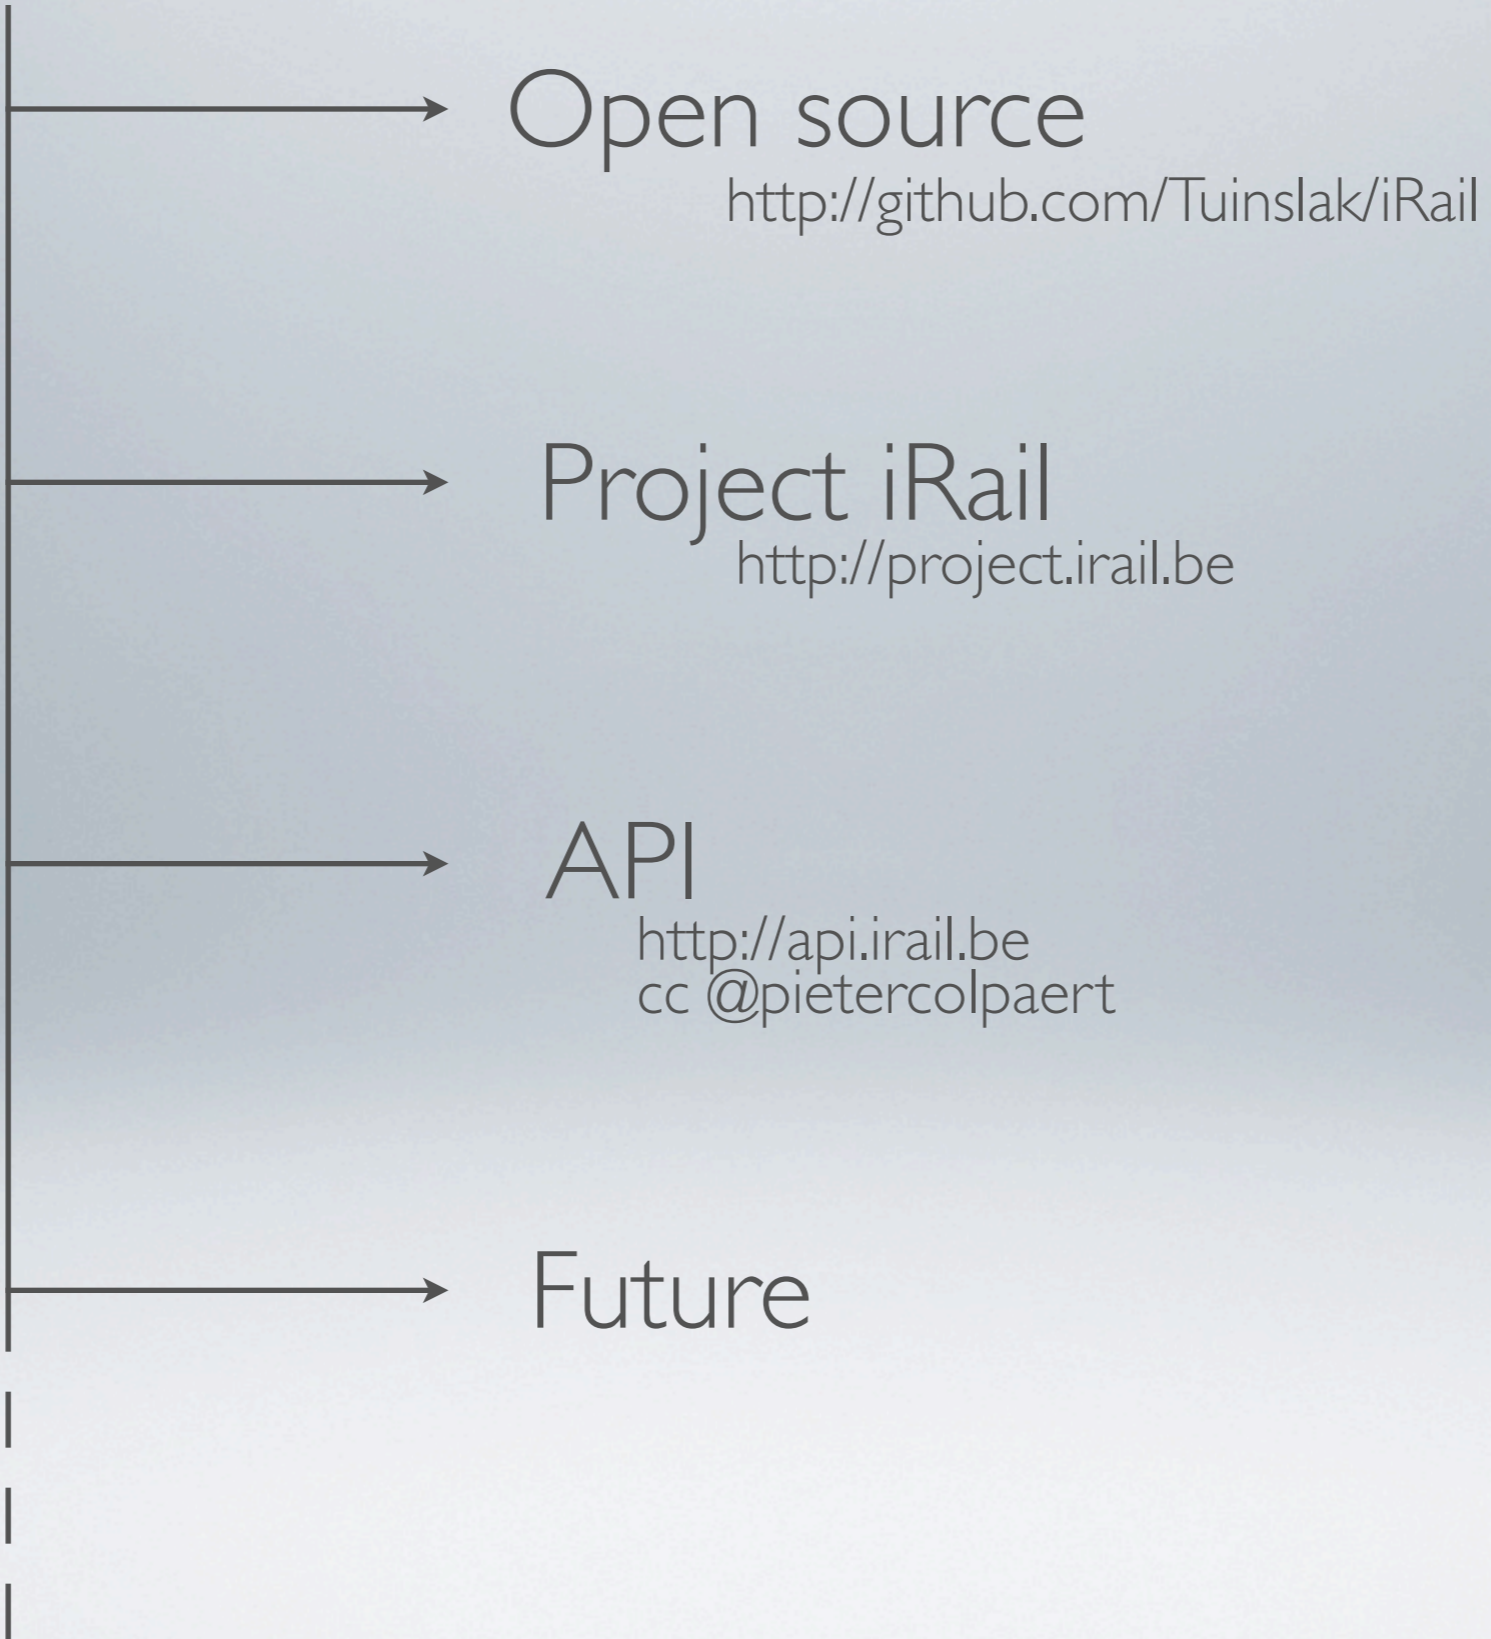 Open source
http://github.com/Tuinslak/iRail
Project iRail
http://project.irail.be
API
http://api.irail.be
cc @pietercolpaert
Future